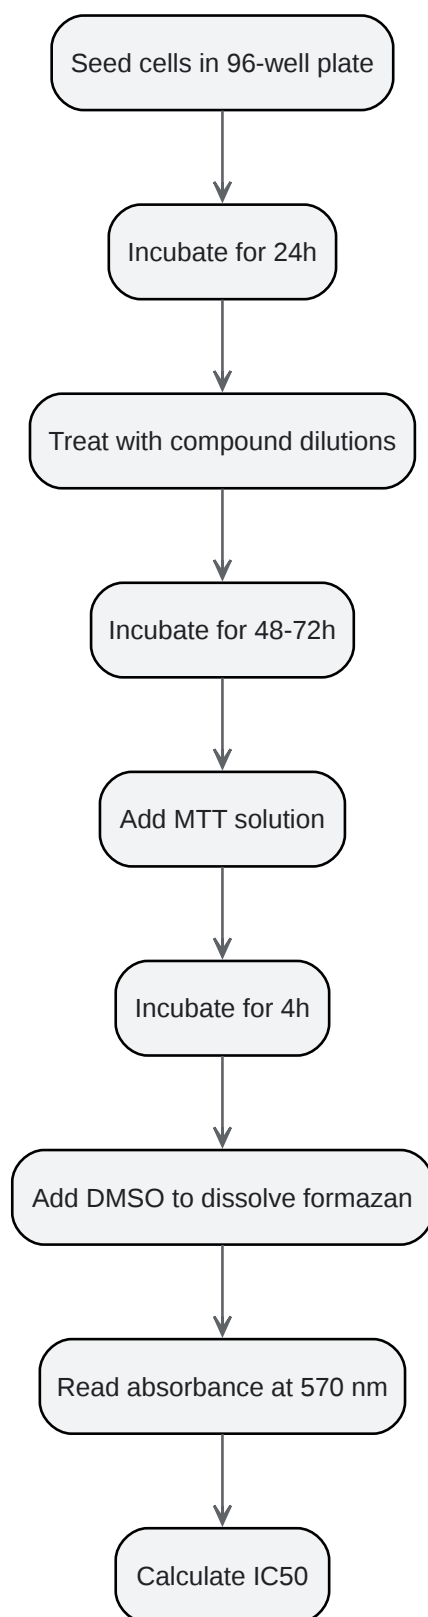 Seed cells in 96-well plate
Incubate for 24h
Treat with compound dilutions
Incubate for 48-72h
Add MTT solution
Incubate for 4h
Add DMSO to dissolve formazan
Read absorbance at 570 nm
Calculate IC50